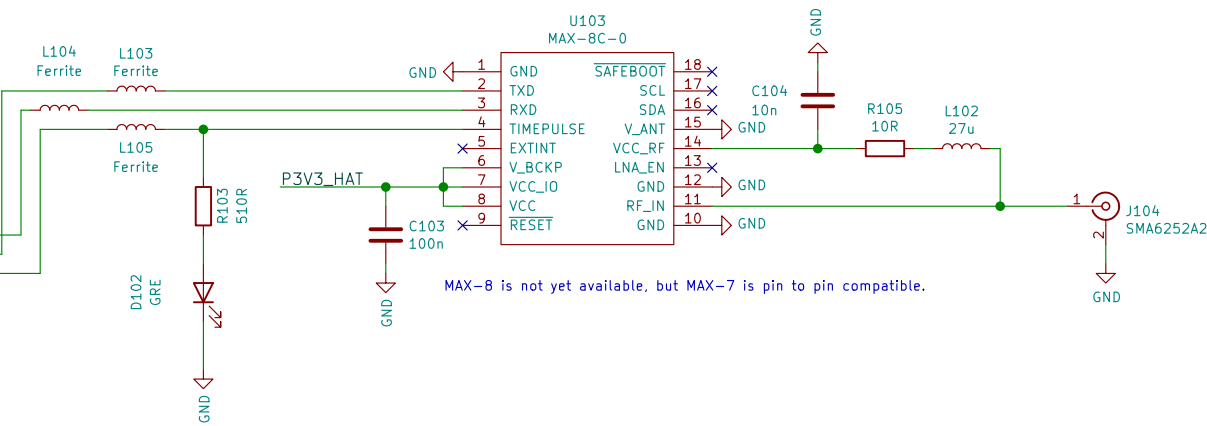 U103
MAX-8C-0
GND
L104
Ferrite
L103
Ferrite
L105
Ferrite
GND
1 GND
2 TXD
3 RXD
4 TIMEPULSE
5 EXTINT
6 V_BCKP
7 VCC_IO
8 VCC
9 RESET
SAFEBOOT 18
SCL 17
SDA 16
V_ANT 15
VCC_RF 14
LNA_EN 13
GND 12
RF_IN 11
GND 10
GND
GND
GND
C104
10n
R105
10R
L102
27u
P3V3_HAT
R103
510R
C103
100n
GND
D102
GRE
GND
1
2
J104
SMA6252A2
GND
MAX-8 is not yet available, but MAX-7 is pin to pin compatible.